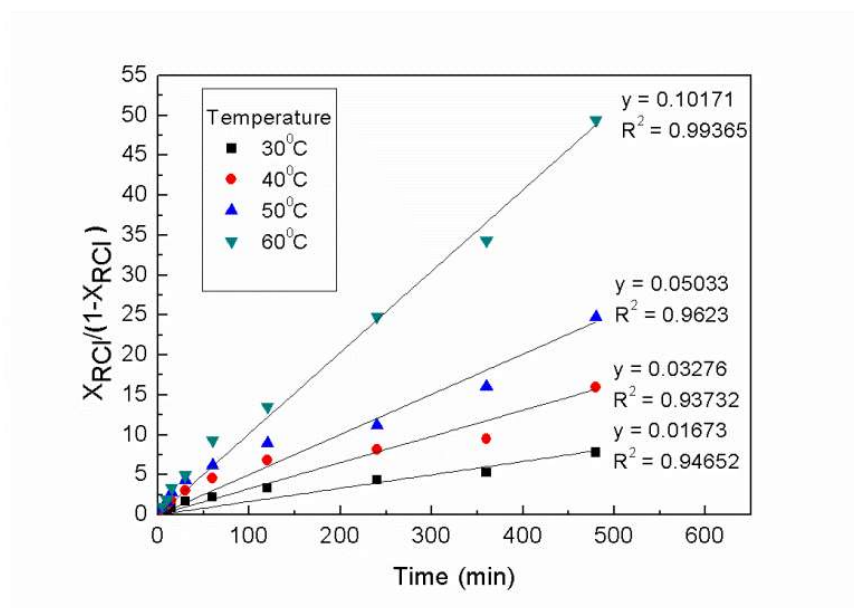 55
50
45
40
35
30
25
20
15
10
5
0
X_RCl/(1-X_RCl)
Temperature
30⁰C
40⁰C
50⁰C
60⁰C
y = 0.10171
R² = 0.99365
y = 0.05033
R² = 0.9623
y = 0.03276
R² = 0.93732
y = 0.01673
R² = 0.94652
0 100 200 300 400 500 600
Time (min)